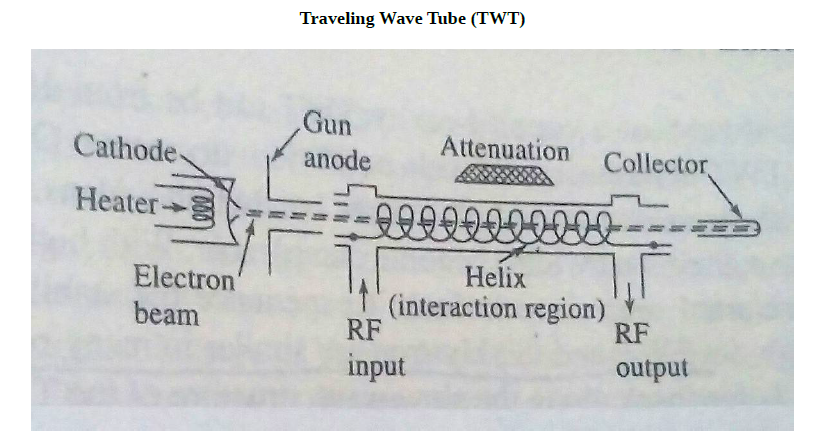 Traveling Wave Tube (TWT)
Gun
anode
Cathode
Attenuation
Collector
Heater
Electron
beam
Helix
(interaction region)
RF
input
RF
output